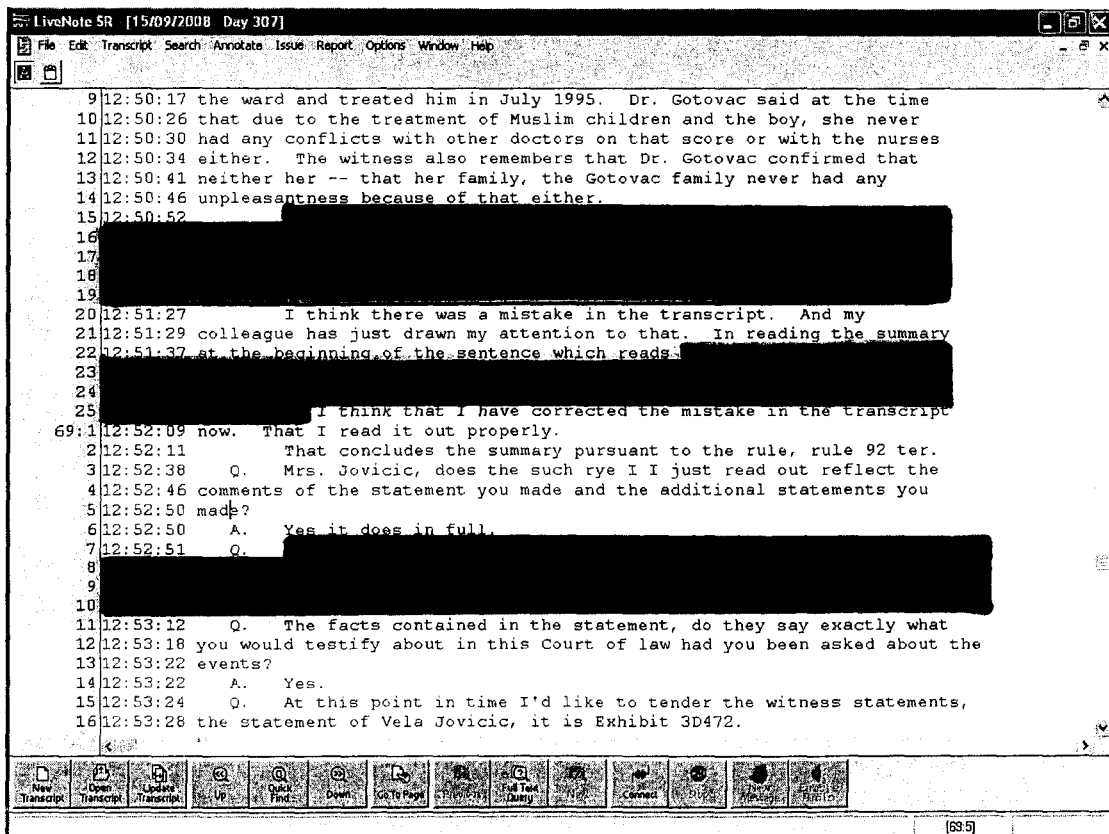 LiveNote SR - [15/09/2008 Day 307]
File Edit Transcript Search Annotate Issue Report Options Window Help
9 12:50:17 the ward and treated him in July 1995. Dr. Gotovac said at the time
10 12:50:26 that due to the treatment of Muslim children and the boy, she never
11 12:50:30 had any conflicts with other doctors on that score or with the nurses
12 12:50:34 either. The witness also remembers that Dr. Gotovac confirmed that
13 12:50:41 neither her -- that her family, the Gotovac family never had any
14 12:50:46 unpleasantness because of that either.
15 12:50:52
16
17
18
19
20 12:51:27 I think there was a mistake in the transcript. And my
21 12:51:29 colleague has just drawn my attention to that. In reading the summary
22 12:51:37 at the beginning of the sentence which reads
23
24
25 I think that I have corrected the mistake in the transcript
69:1 12:52:09 now. That I read it out properly.
2 12:52:11 That concludes the summary pursuant to the rule, rule 92 ter.
3 12:52:38 Q. Mrs. Jovicic, does the such rye I I just read out reflect the
4 12:52:46 comments of the statement you made and the additional statements you
5 12:52:50 made?
6 12:52:50 A. Yes it does in full.
7 12:52:51 Q.
8
9
10
11 12:53:12 Q. The facts contained in the statement, do they say exactly what
12 12:53:18 you would testify about in this Court of law had you been asked about the
13 12:53:22 events?
14 12:53:22 A. Yes.
15 12:53:24 Q. At this point in time I'd like to tender the witness statements,
16 12:53:28 the statement of Vela Jovicic, it is Exhibit 3D472.
New Transcript Open Transcript Update Transcript Up Quick Find Down Go To Page Full Text Query Connect
[69:5]